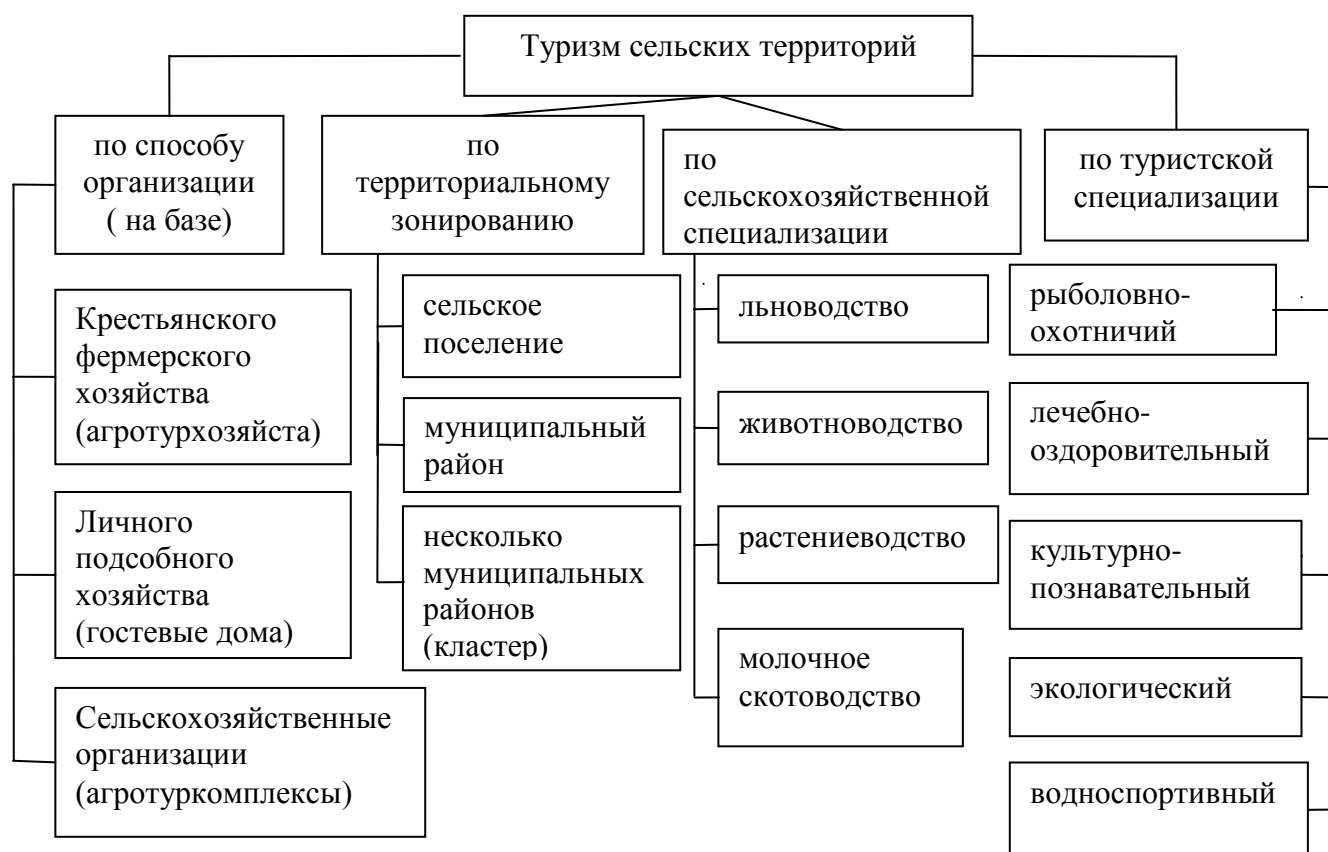 Туризм сельских территорий
по способу
организации
( на базе)
Крестьянского
фермерского
хозяйства
(агротурхозяйста)
Личного
подсобного
хозяйства
(гостевые дома)
Сельскохозяйственные
организации
(агротуркомплексы)
по
территориальному
зонированию
сельское
поселение
муниципальный
район
несколько
муниципальных
районов
(кластер)
по
сельскохозяйственной
специализации
льноводство
животноводство
растениеводство
молочное
скотоводство
по туристской
специализации
рыболовно-
охотничий
лечебно-
оздоровительный
культурно-
познавательный
экологический
водноспортивный